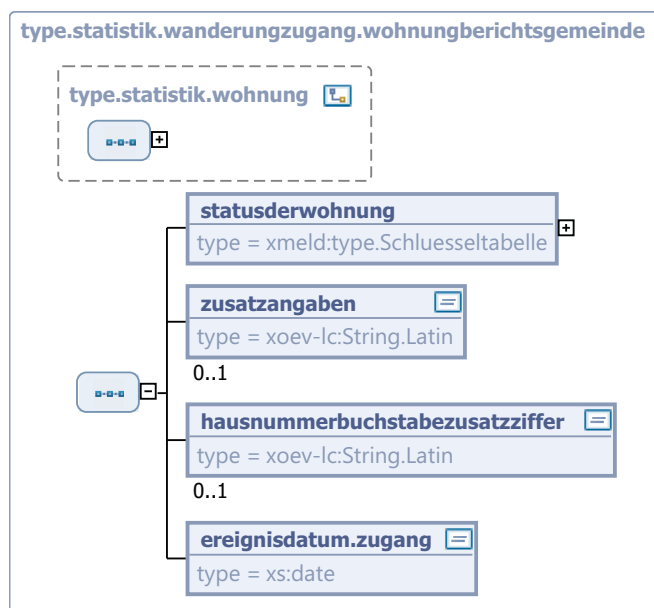 type.statistik.wanderungzugang.wohnungberichtsgemeinde
type.statistik.wohnung
statusderwohnung
type = xmeld:type.Schluesseltabelle
zusatzangaben
type = xoev-lc:String.Latin
0..1
hausnummerbuchstabezusatzziffer
type = xoev-lc:String.Latin
0..1
ereignisdatum.zugang
type = xs:date